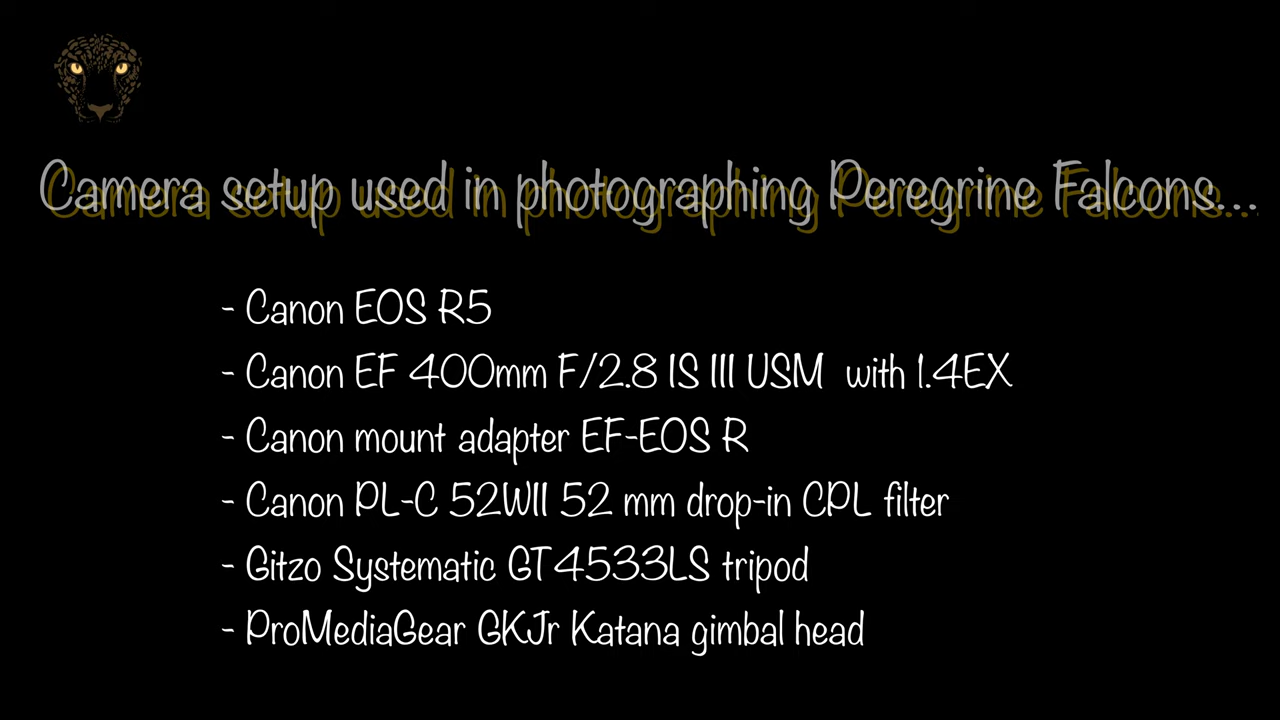 Camera setup used in photographing Peregrine Falcons...
- Canon EOS R5
- Canon EF 400mm F/2.8 IS III USM with 1.4EX
- Canon mount adapter EF-EOS R
- Canon PL-C 52WII 52 mm drop-in CPL filter
- Gitzo Systematic GT4533LS tripod
- ProMediaGear GKJr Katana gimbal head